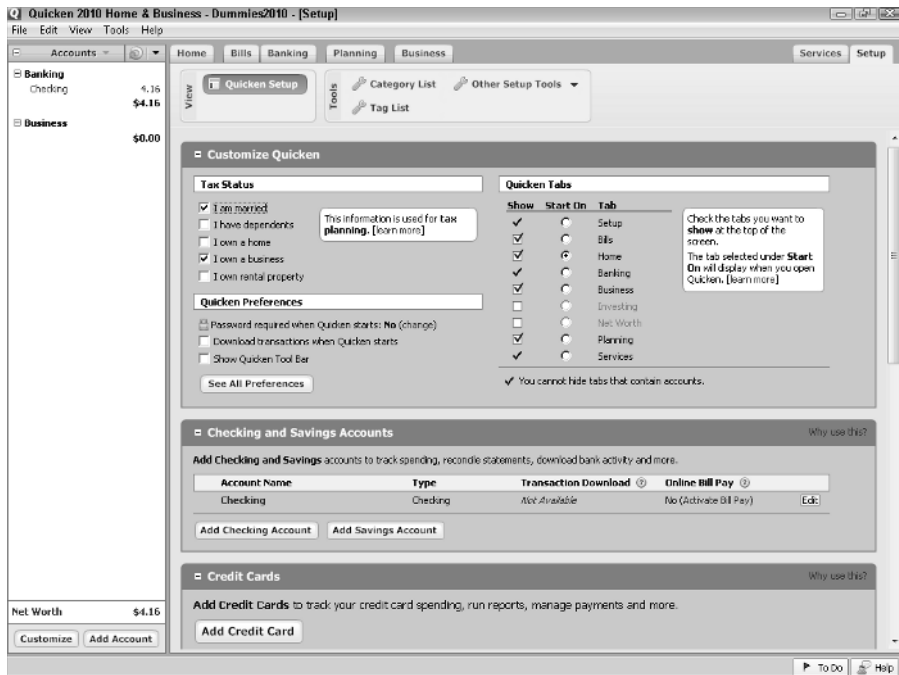 Quicken 2010 Home & Business - Dummies2010 - [Setup]
File Edit View Tools Help
Accounts
Home Bills Banking Planning Business Services Setup
Banking
Checking 4.16
$4.16
Business
$0.00
View
Quicken Setup
Tools
Category List Other Setup Tools
Tag List
Customize Quicken
Tax Status
I am married
I have dependents
I own a home
I own a business
I own rental property
This information is used for tax
planning. [learn more]
Quicken Preferences
Password required when Quicken starts: No (change)
Download transactions when Quicken starts
Show Quicken Tool Bar
See All Preferences
Quicken Tabs
Show Start On Tab
Setup
Bills
Home
Banking
Business
Investing
Net Worth
Planning
Services
Check the tabs you want to
show at the top of the
screen.
The tab selected under Start
On will display when you open
Quicken. [learn more]
You cannot hide tabs that contain accounts.
Checking and Savings Accounts Why use this?
Add Checking and Savings accounts to track spending, reconcile statements, download bank activity and more.
Account Name Type Transaction Download ? Online Bill Pay ?
Checking Checking Not Available No (Activate Bill Pay) Edit
Add Checking Account Add Savings Account
Credit Cards Why use this?
Add Credit Cards to track your credit card spending, run reports, manage payments and more.
Add Credit Card
Net Worth $4.16
Customize Add Account
To Do Help